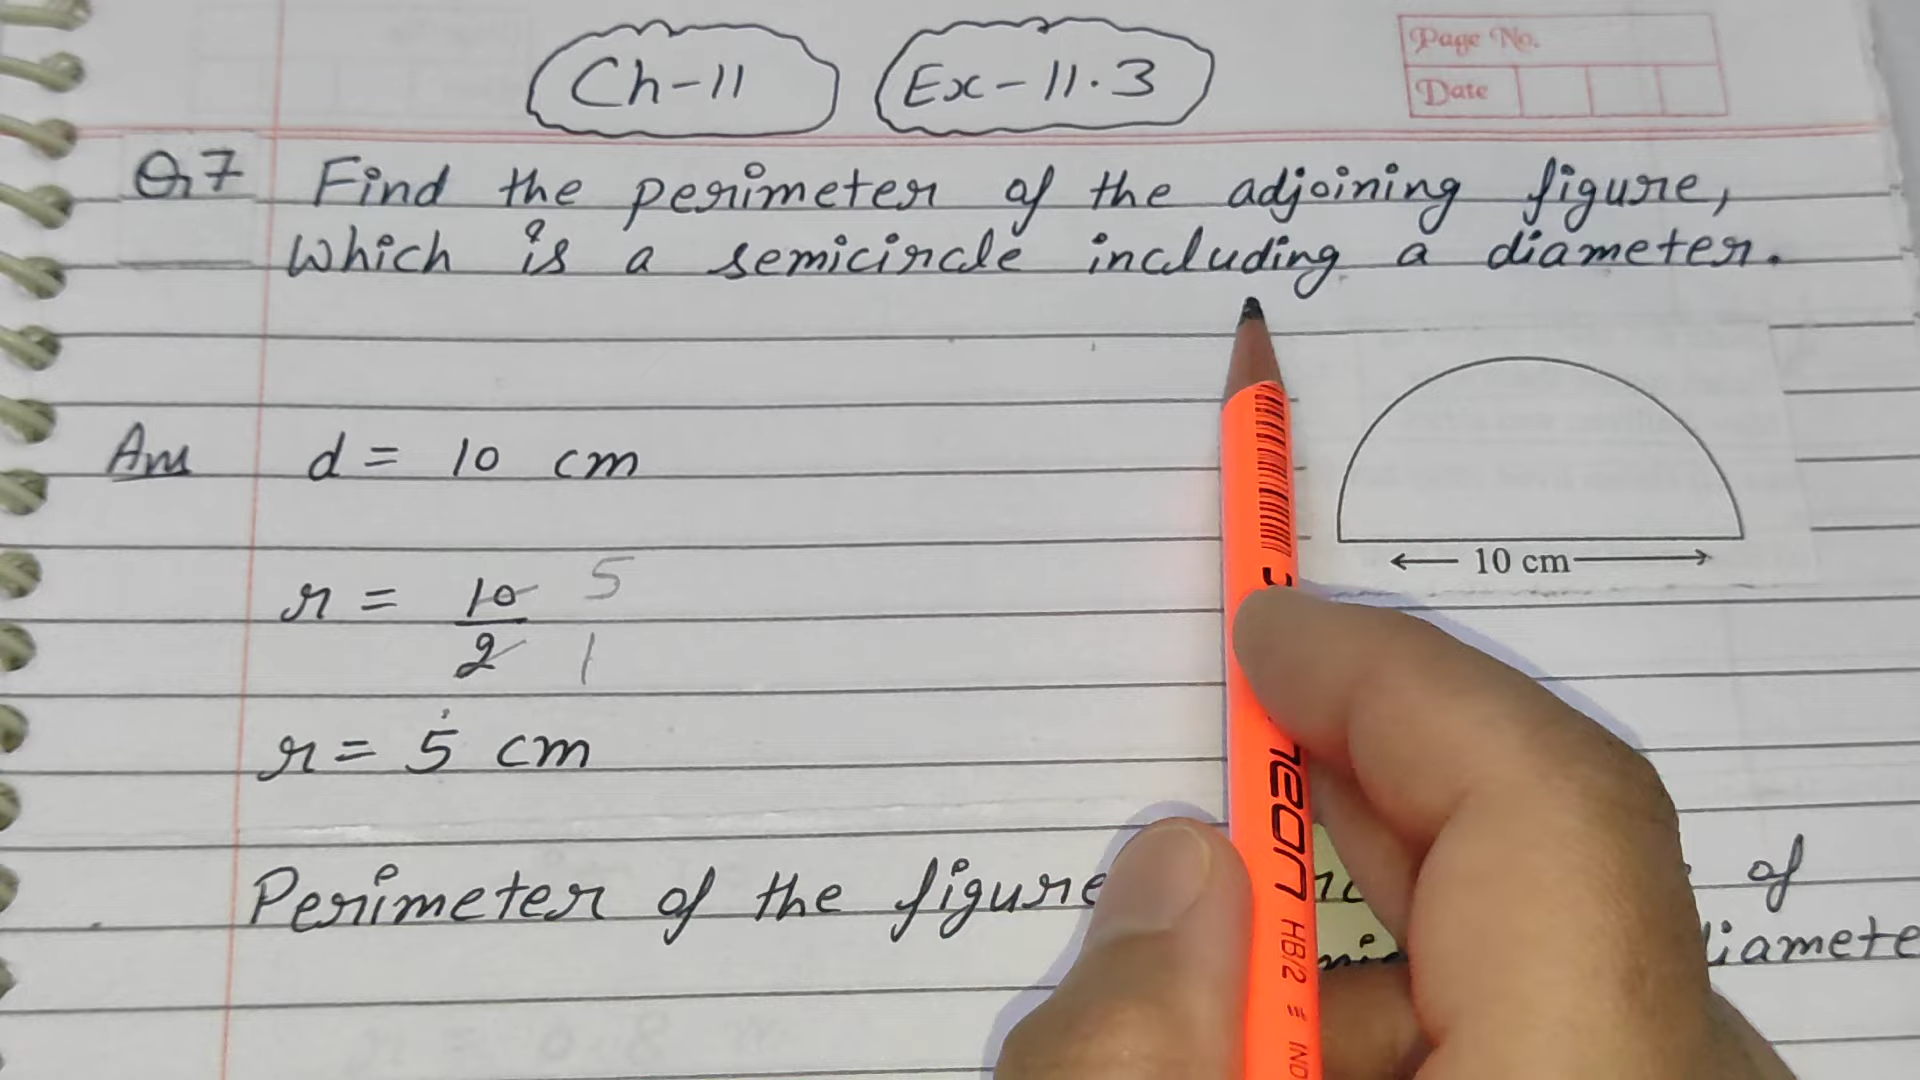 Ch-11 Ex-11.3
Page No.
Date
Q7 Find the perimeter of the adjoining figure,
Which is a semicircle including a diameter.
Ans d = 10 cm
10 cm
r = 10/2 5 1
r = 5 cm
neon HB/2
Perimeter of the figure of